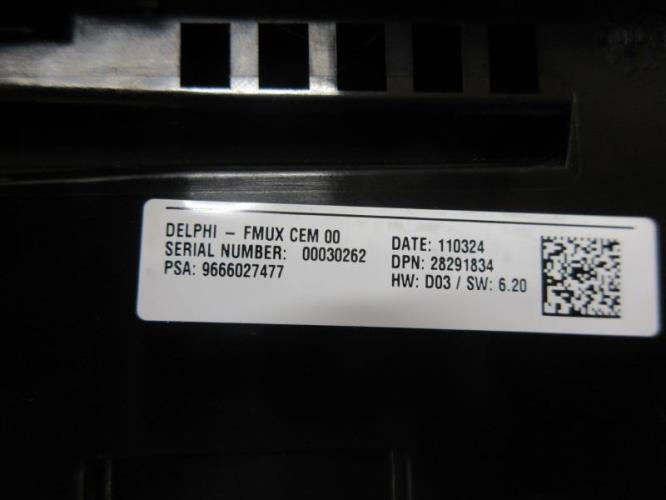 DELPHI – FMUX CEM 00
SERIAL NUMBER: 00030262
PSA: 9666027477
DATE: 110324
DPN: 28291834
HW: D03 / SW: 6.20